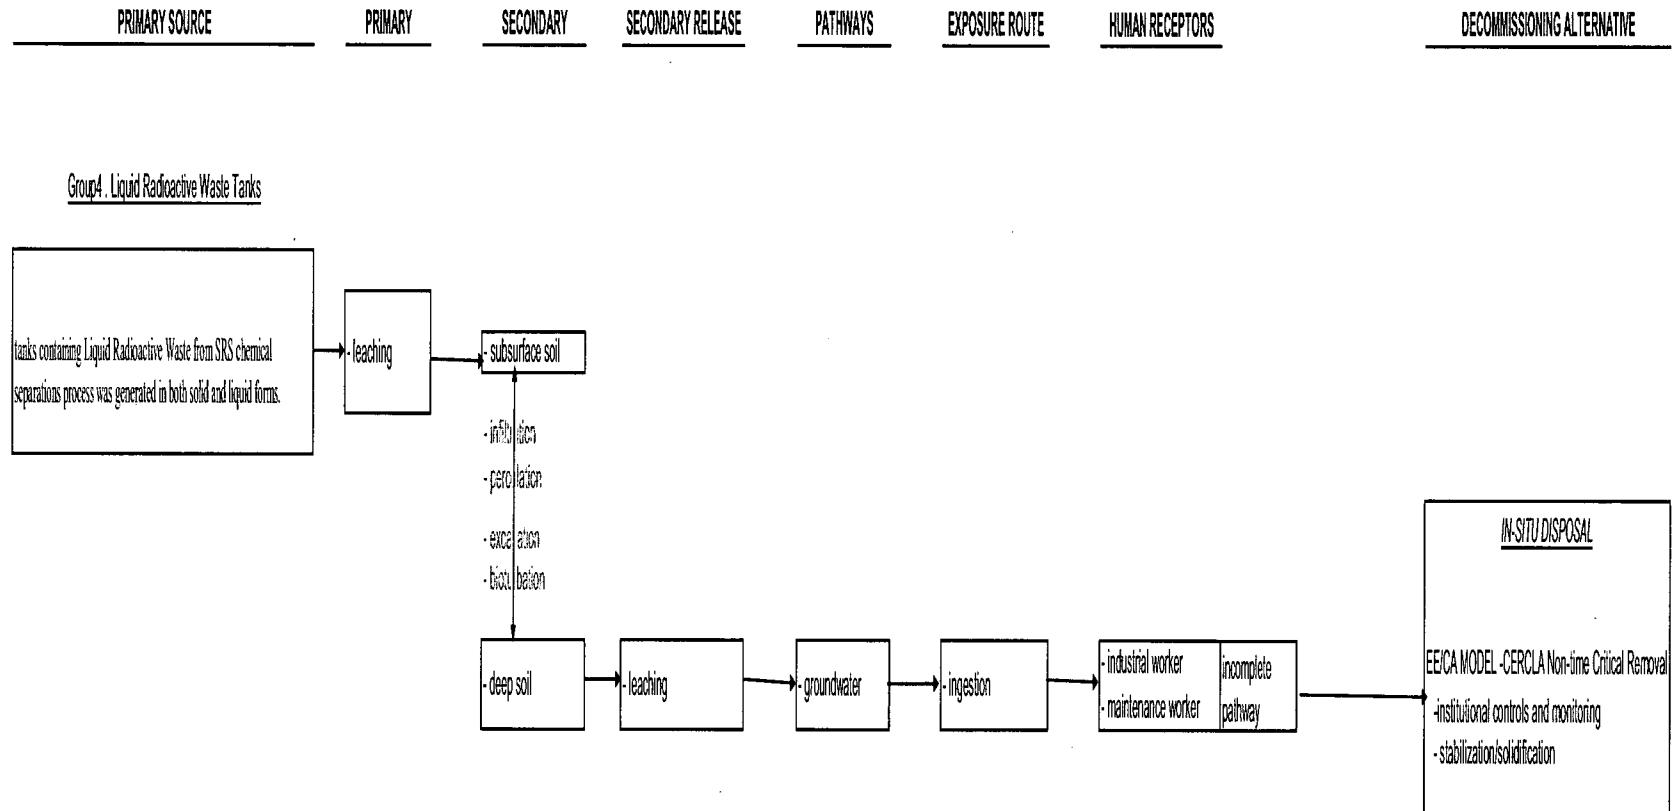 PRIMARY SOURCE
PRIMARY
SECONDARY
SECONDARY RELEASE
PATHWAYS
EXPOSURE ROUTE
HUMAN RECEPTORS
DECOMMISSIONING ALTERNATIVE
Group4 . Liquid Radioactive Waste Tanks
tanks containing Liquid Radioactive Waste from SRS chemical
separations process was generated in both solid and liquid forms.
- leaching
- subsurface soil
- infiltration
- percolation
- excavation
- bioturbation
- deep soil
- leaching
- groundwater
- ingestion
- industrial worker
- maintenance worker
incomplete
pathway
IN-SITU DISPOSAL
EE/CA MODEL -CERCLA Non-time Critical Removal
-institutional controls and monitoring
- stabilization/solidification